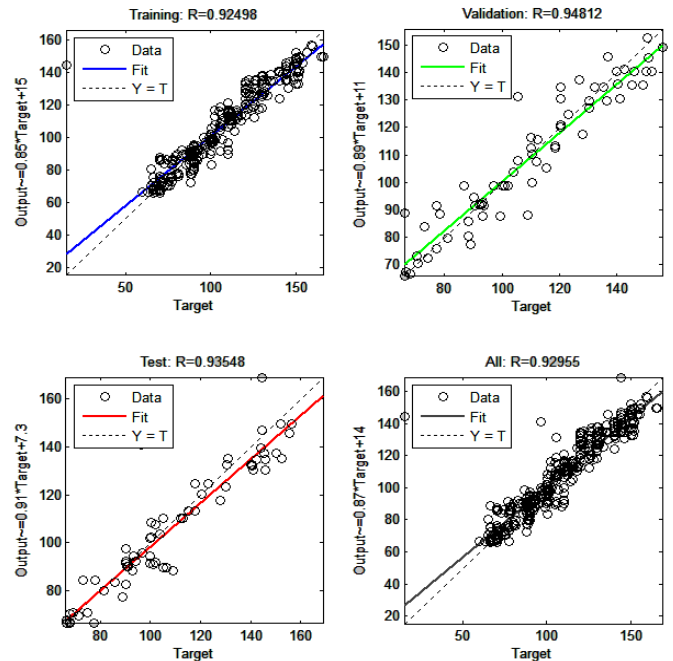 Training: R=0.92498
Output~=0.85*Target+15
160
140
120
100
80
60
40
20
Data
Fit
Y = T
50
100
150
Target
Validation: R=0.94812
Output~=0.89*Target+11
150
140
130
120
110
100
90
80
70
Data
Fit
Y = T
80
100
120
140
Target
Test: R=0.93548
Output~=0.91*Target+7.3
160
140
120
100
80
Data
Fit
Y = T
80
100
120
140
160
Target
All: R=0.92955
Output~=0.87*Target+14
160
140
120
100
80
60
40
20
Data
Fit
Y = T
50
100
150
Target